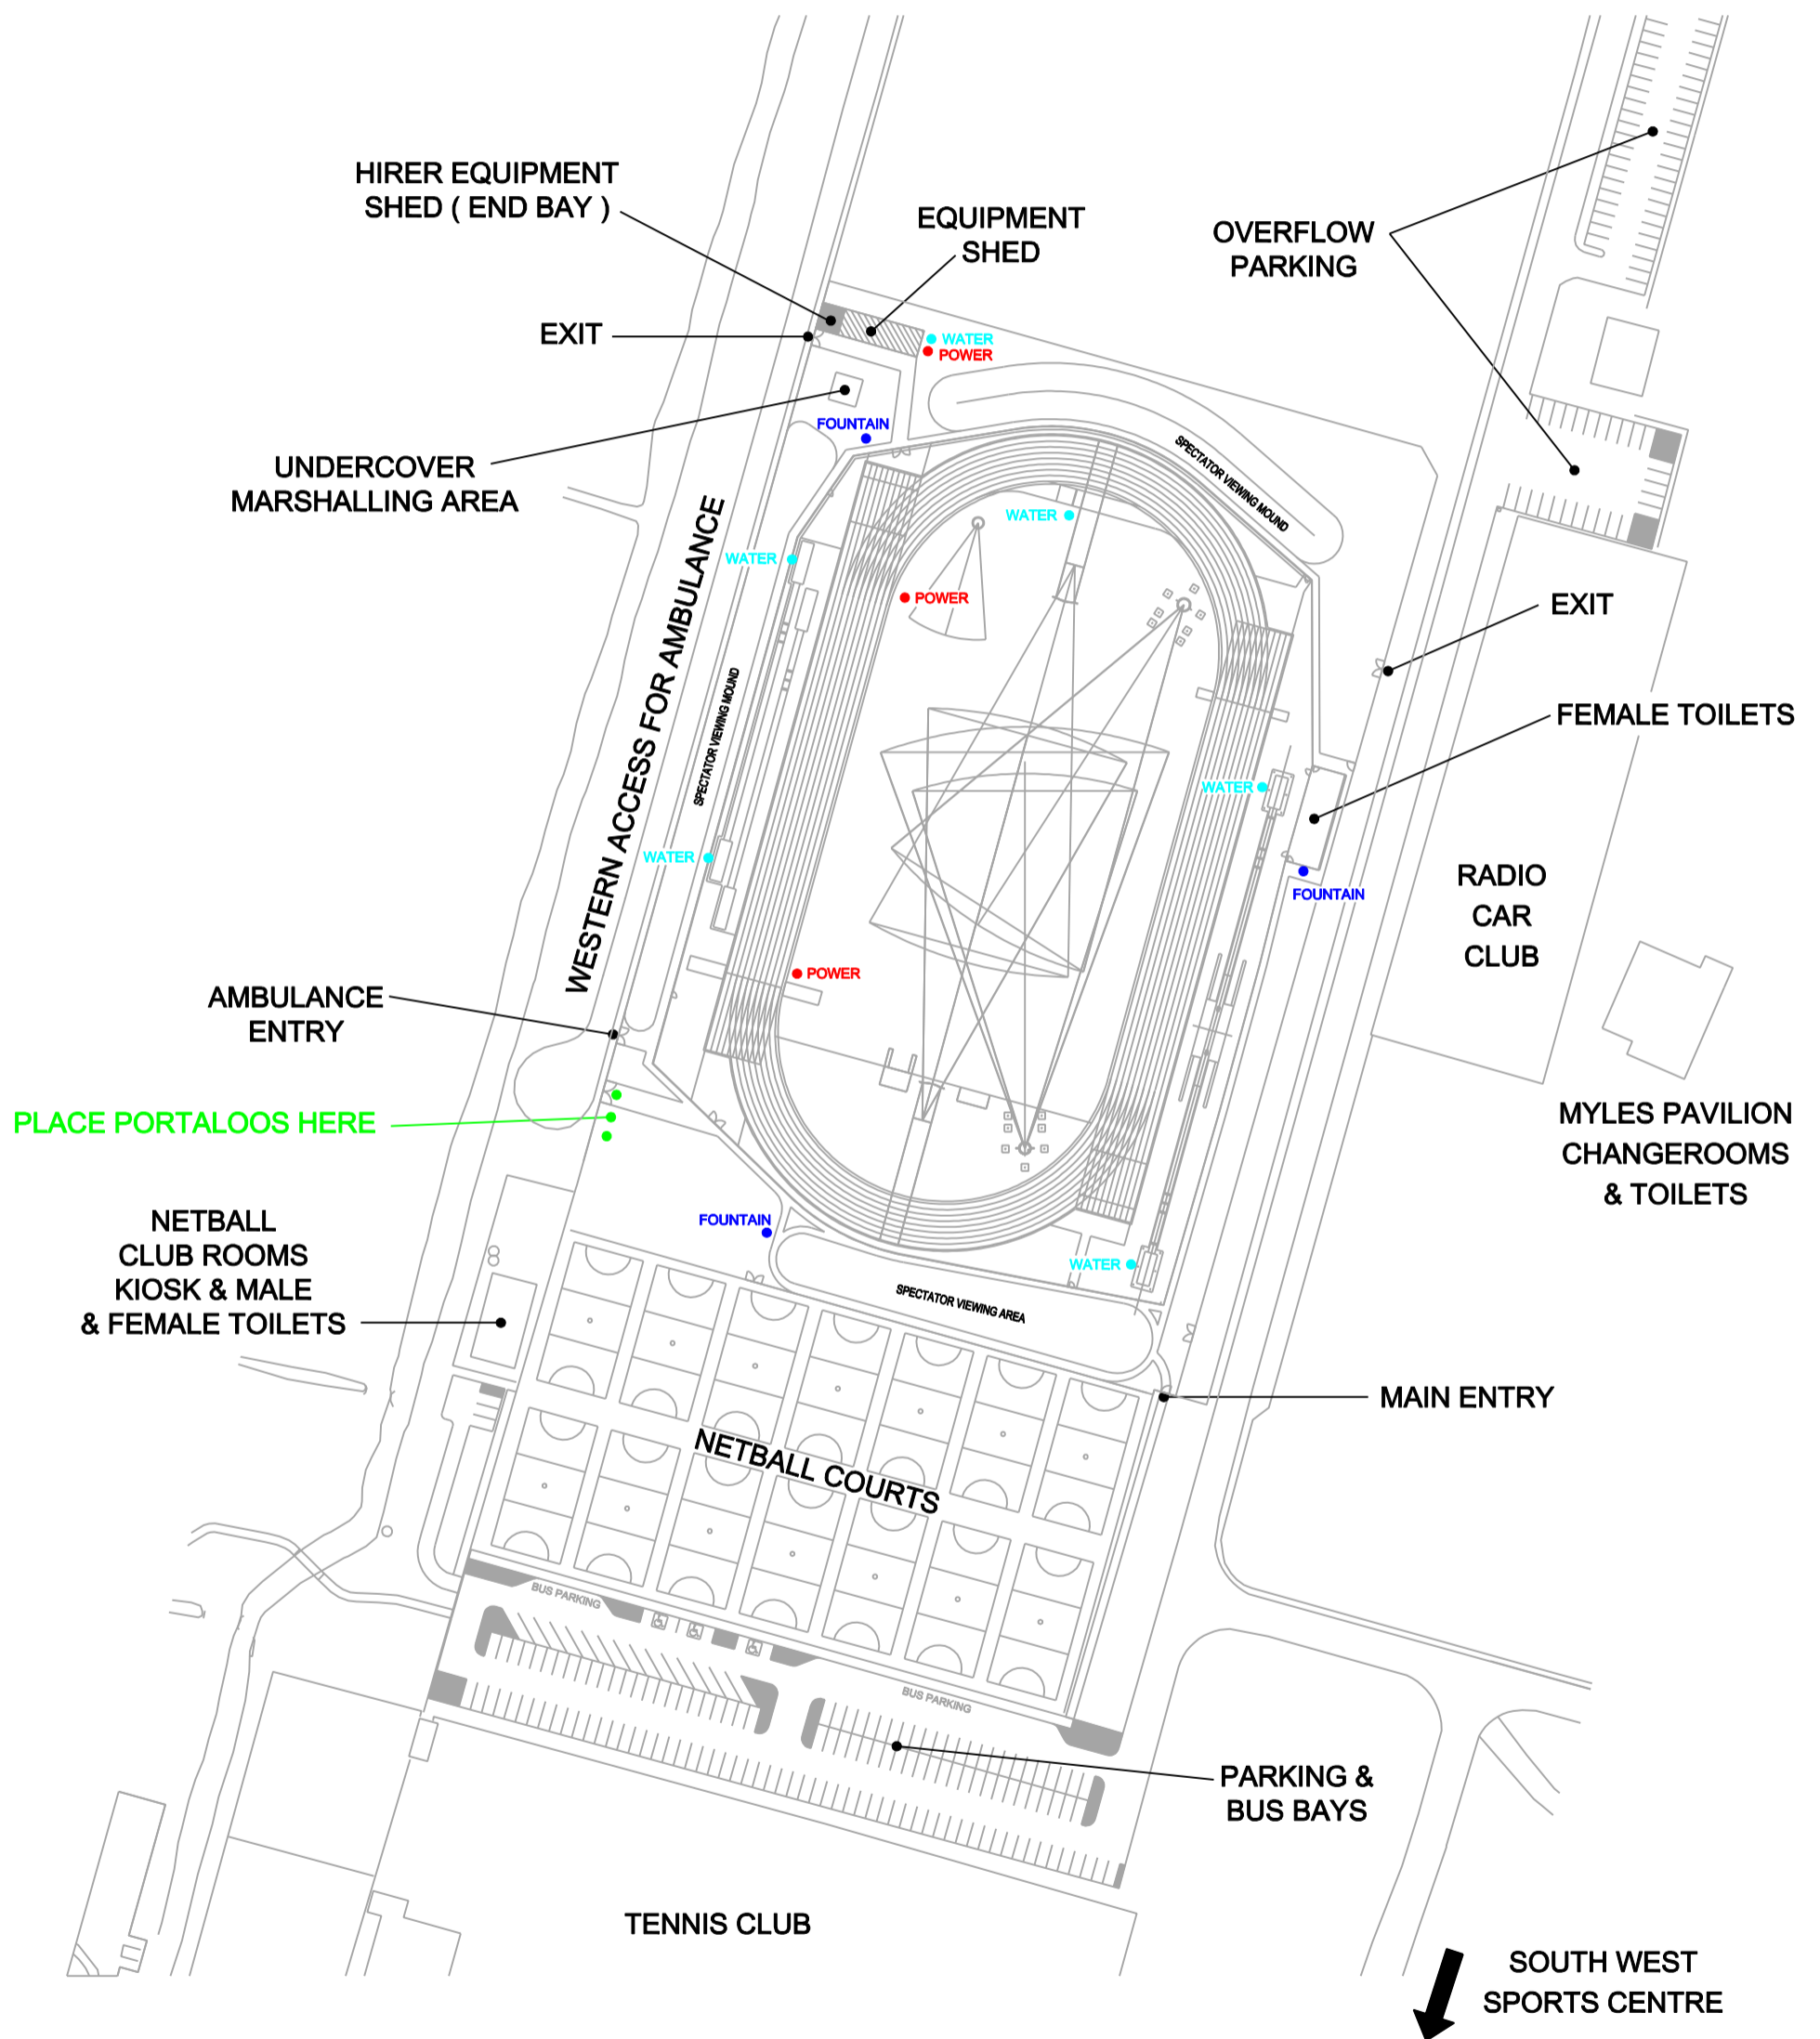 HIRER EQUIPMENT
SHED ( END BAY )
EQUIPMENT
SHED
OVERFLOW
PARKING
EXIT
WATER
POWER
FOUNTAIN
SPECTATOR VIEWING MOUND
UNDERCOVER
MARSHALLING AREA
WATER
WATER
POWER
EXIT
WESTERN ACCESS FOR AMBULANCE
SPECTATOR VIEWING MOUND
FEMALE TOILETS
WATER
WATER
FOUNTAIN
RADIO
CAR
CLUB
POWER
AMBULANCE
ENTRY
PLACE PORTALOOS HERE
MYLES PAVILION
CHANGEROOMS
& TOILETS
NETBALL
CLUB ROOMS
KIOSK & MALE
& FEMALE TOILETS
FOUNTAIN
WATER
SPECTATOR VIEWING AREA
MAIN ENTRY
NETBALL COURTS
BUS PARKING
BUS PARKING
PARKING &
BUS BAYS
TENNIS CLUB
SOUTH WEST
SPORTS CENTRE